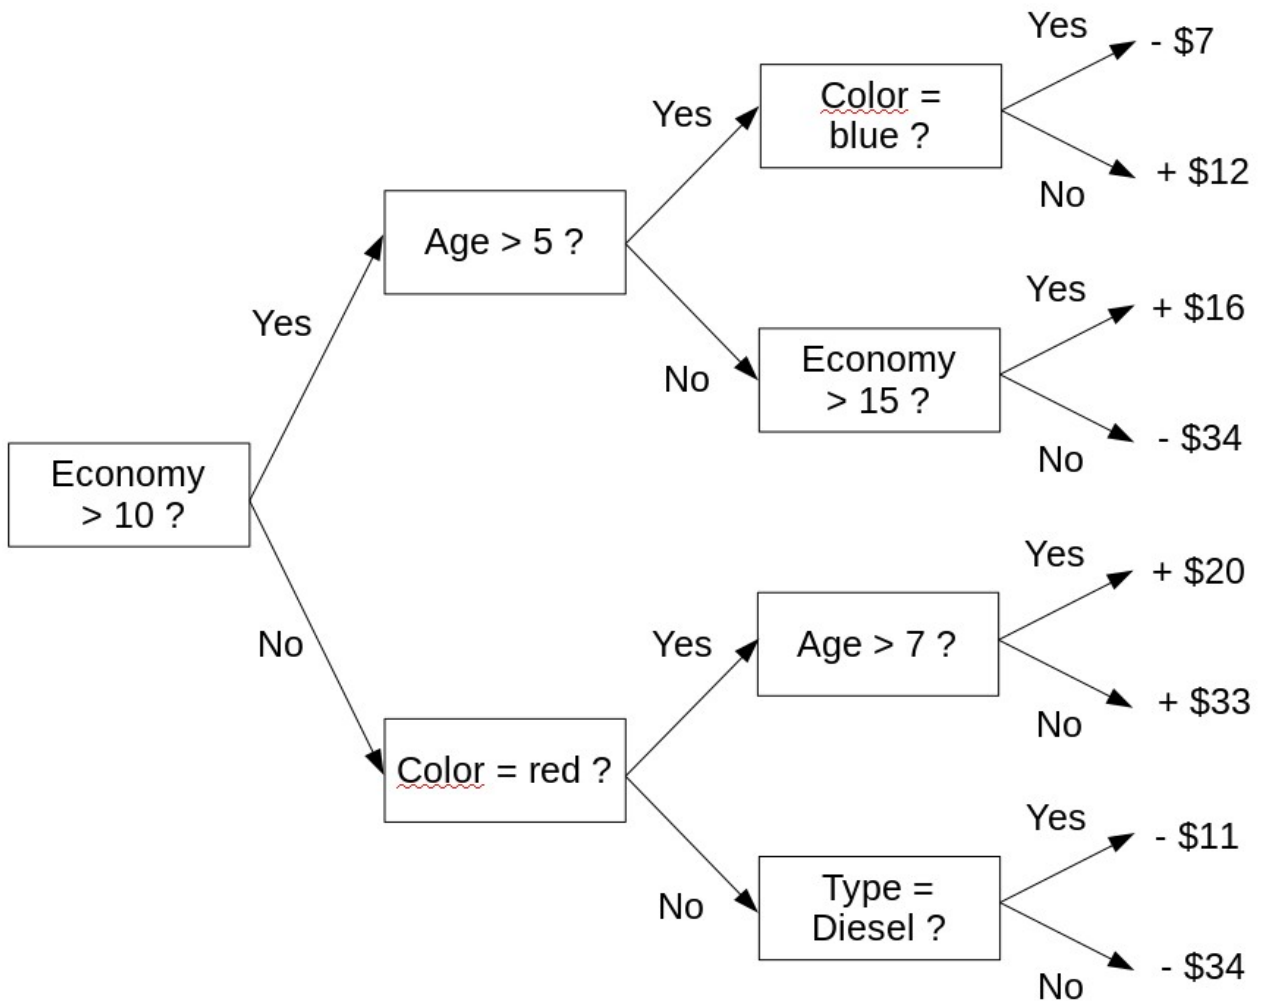 Yes
- $7
Color =
blue ?
Yes
No
+ $12
Age > 5 ?
Yes
Yes
+ $16
Economy
> 15 ?
No
No
- $34
Economy
> 10 ?
Yes
+ $20
No
Yes
Age > 7 ?
No
+ $33
Color = red ?
Yes
- $11
No
Type =
Diesel ?
No
- $34